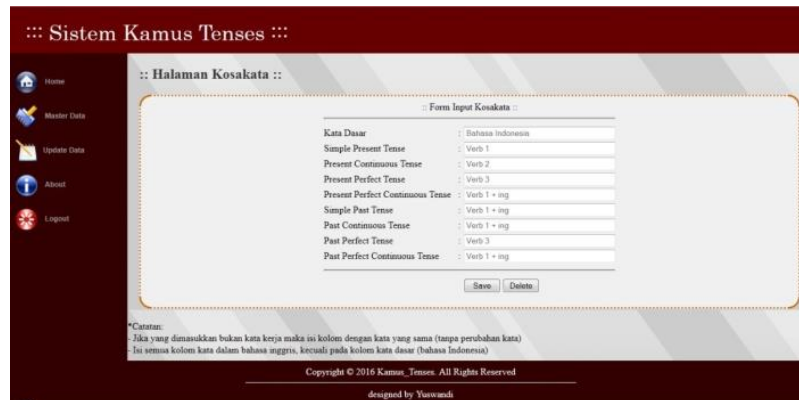 ::: Sistem Kamus Tenses :::
Home
Master Data
Update Data
About
Logout
:: Halaman Kosakata ::
:: Form Input Kosakata ::
Kata Dasar : Bahasa Indonesia
Simple Present Tense : Verb 1
Present Continuous Tense : Verb 2
Present Perfect Tense : Verb 3
Present Perfect Continuous Tense : Verb 1 + ing
Simple Past Tense : Verb 1 + ing
Past Continuous Tense : Verb 1 + ing
Past Perfect Tense : Verb 3
Past Perfect Continuous Tense : Verb 1 + ing
Save Delete
*Catatan:
- Jika yang dimasukkan bukan kata kerja maka isi kolom dengan kata yang sama (tanpa perubahan kata)
- Isi semua kolom kata dalam bahasa inggris, kecuali pada kolom kata dasar (bahasa Indonesia)
Copyright © 2016 Kamus_Tenses. All Rights Reserved
designed by Yuswandi